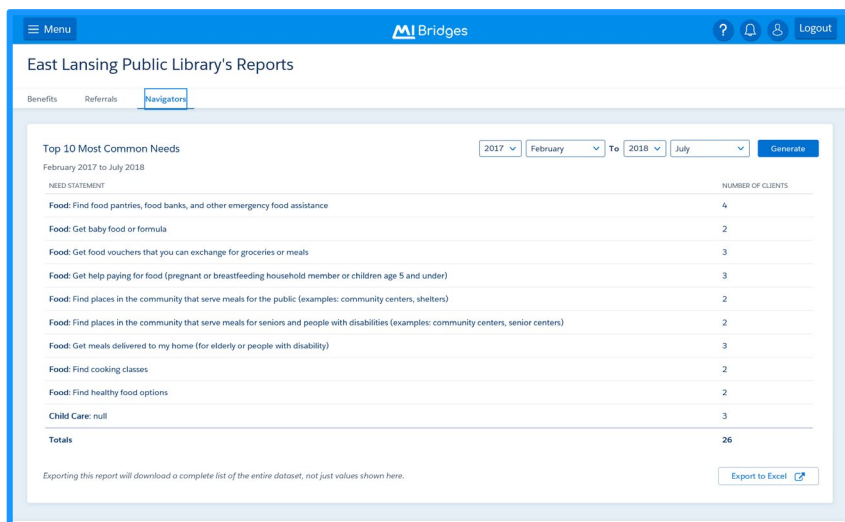 Menu
MI Bridges
?
Logout
East Lansing Public Library's Reports
Benefits Referrals Navigators
Top 10 Most Common Needs
2017 February To 2018 July Generate
February 2017 to July 2018
NEED STATEMENT NUMBER OF CLIENTS
Food: Find food pantries, food banks, and other emergency food assistance 4
Food: Get baby food or formula 2
Food: Get food vouchers that you can exchange for groceries or meals 3
Food: Get help paying for food (pregnant or breastfeeding household member or children age 5 and under) 3
Food: Find places in the community that serve meals for the public (examples: community centers, shelters) 2
Food: Find places in the community that serve meals for seniors and people with disabilities (examples: community centers, senior centers) 2
Food: Get meals delivered to my home (for elderly or people with disability) 3
Food: Find cooking classes 2
Food: Find healthy food options 2
Child Care: null 3
Totals 26
Exporting this report will download a complete list of the entire dataset, not just values shown here.
Export to Excel